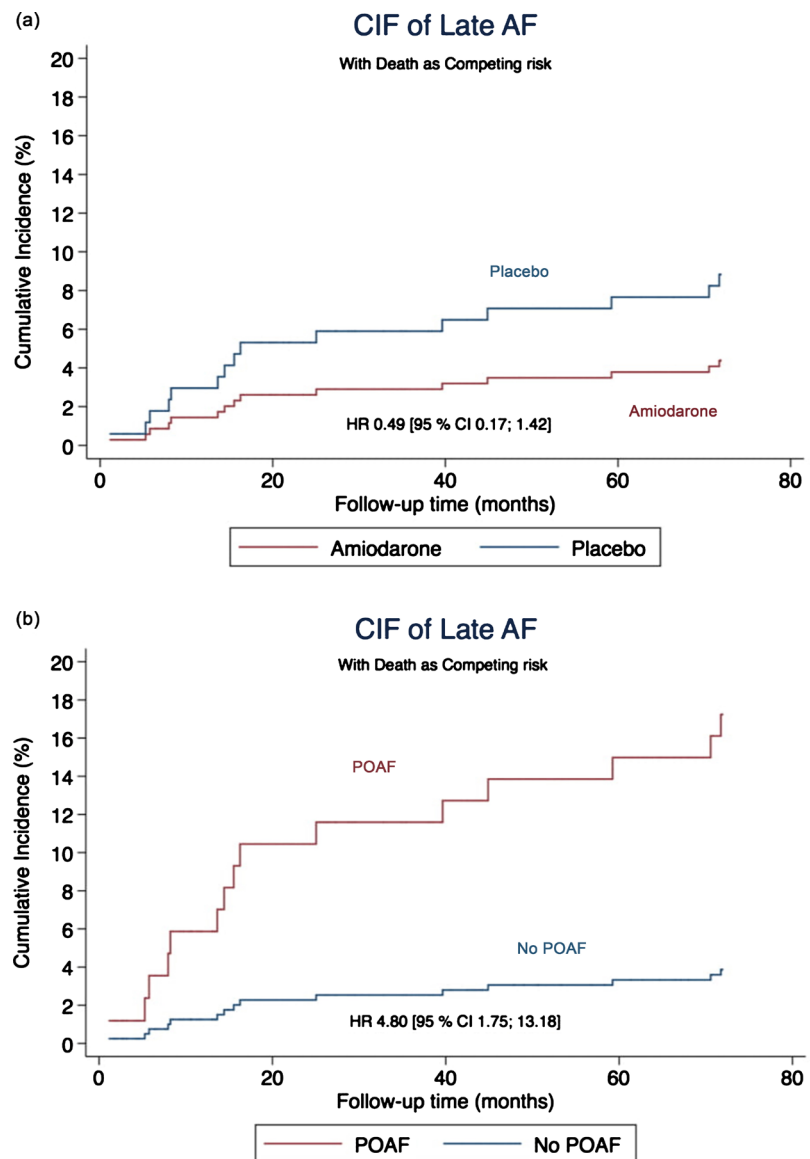 (a)
CIF of Late AF
With Death as Competing risk
20
18
16
14
12
10
8
6
4
2
0
Cumulative Incidence (%)
Placebo
Amiodarone
HR 0.49 [95 % CI 0.17; 1.42]
0 20 40 60 80
Follow-up time (months)
Amiodarone Placebo
(b)
CIF of Late AF
With Death as Competing risk
20
18
16
14
12
10
8
6
4
2
0
Cumulative Incidence (%)
POAF
No POAF
HR 4.80 [95 % CI 1.75; 13.18]
0 20 40 60 80
Follow-up time (months)
POAF No POAF